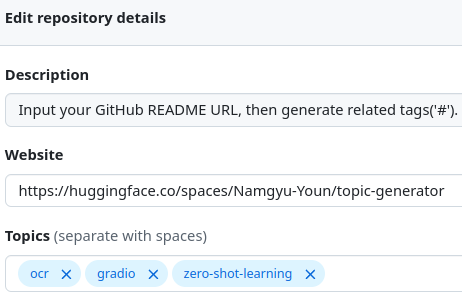 Edit repository details
Description
Input your GitHub README URL, then generate related tags('#').
Website
https://huggingface.co/spaces/Namgyu-Youn/topic-generator
Topics (separate with spaces)
ocr × gradio × zero-shot-learning ×